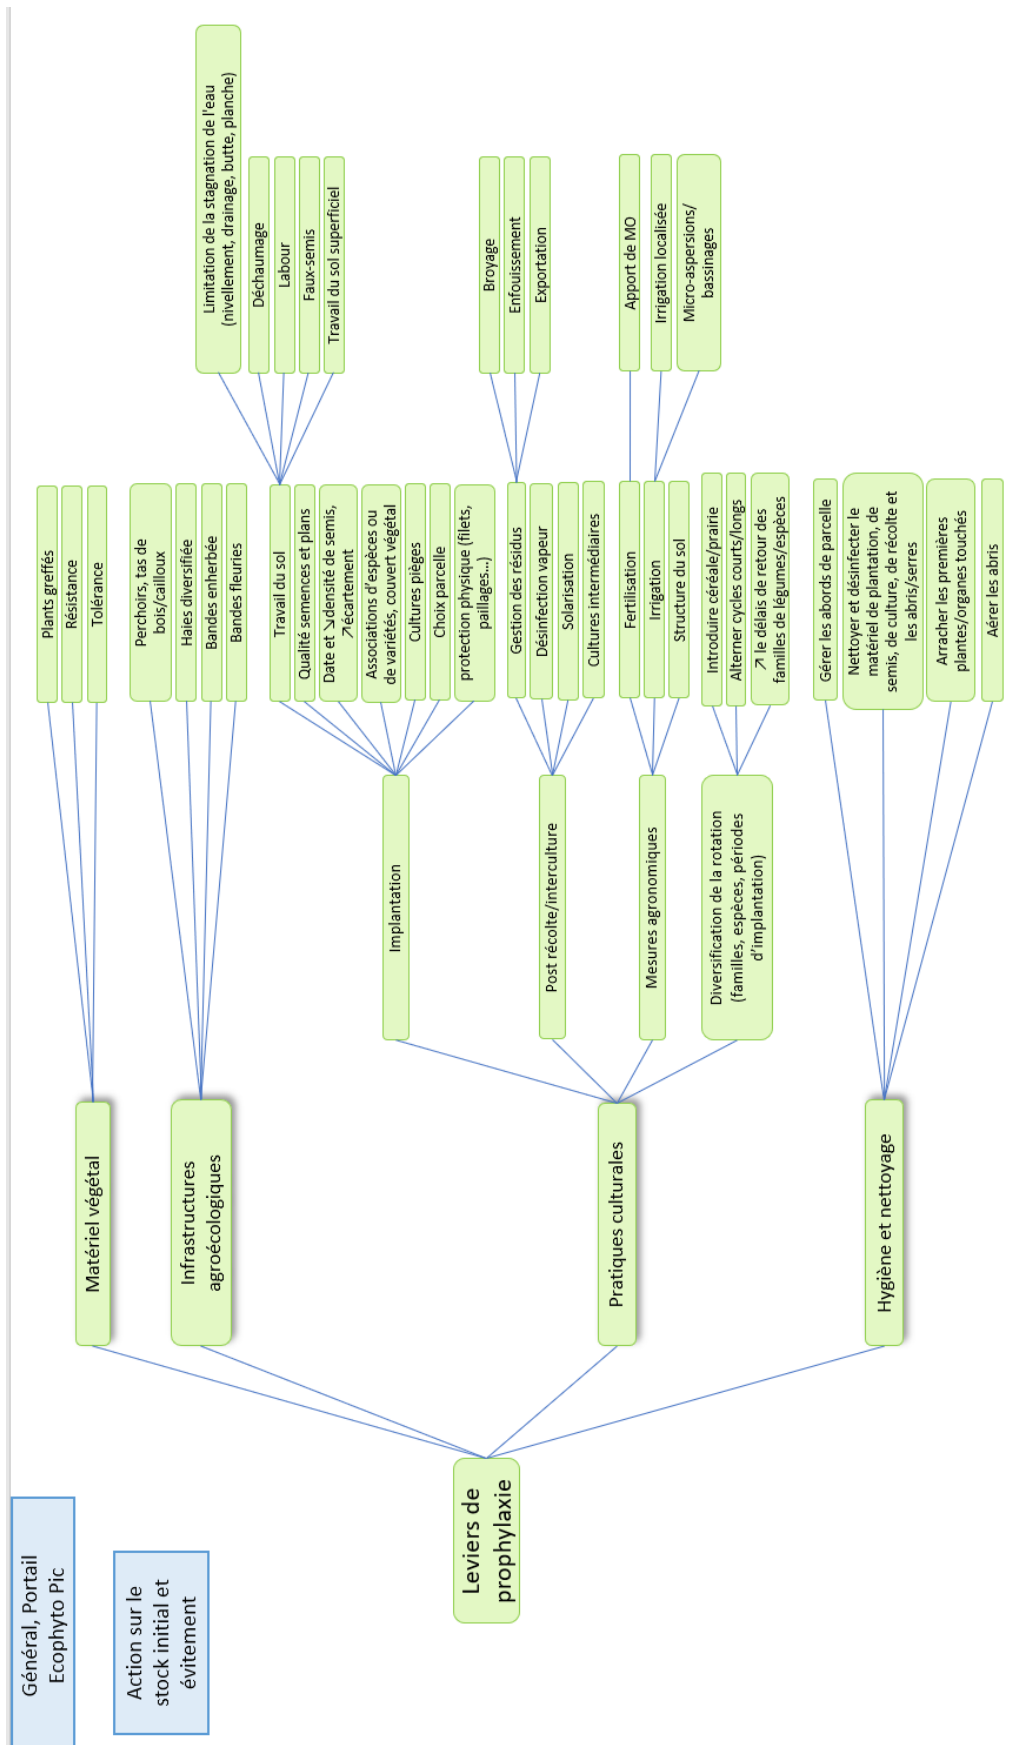 Général, Portail
Ecophyto Pic
Action sur le
stock initial et
évitement
Leviers de
prophylaxie
Matériel végétal
Plants greffés
Résistance
Tolérance
Infrastructures
agroécologiques
Perchoirs, tas de
bois/cailloux
Haies diversifiée
Bandes enherbée
Bandes fleuries
Pratiques culturales
Implantation
Travail du sol
Limitation de la stagnation de l'eau
(nivellement, drainage, butte, planche)
Déchaumage
Labour
Faux-semis
Travail du sol superficiel
Qualité semences et plans
Date et ↘densité de semis,
↗écartement
Associations d'espèces ou
de variétés, couvert végétal
Cultures pièges
Choix parcelle
protection physique (filets,
paillages...)
Post récolte/interculture
Gestion des résidus
Broyage
Enfouissement
Exportation
Désinfection vapeur
Solarisation
Cultures intermédiaires
Mesures agronomiques
Fertilisation
Apport de MO
Irrigation
Irrigation localisée
Micro-aspersions/
bassinages
Structure du sol
Diversification de la rotation
(familles, espèces, périodes
d'implantation)
Introduire céréale/prairie
Alterner cycles courts/longs
↗ le délais de retour des
familles de légumes/espèces
Hygiène et nettoyage
Gérer les abords de parcelle
Nettoyer et désinfecter le
matériel de plantation, de
semis, de culture, de récolte et
les abris/serres
Arracher les premières
plantes/organes touchés
Aérer les abris